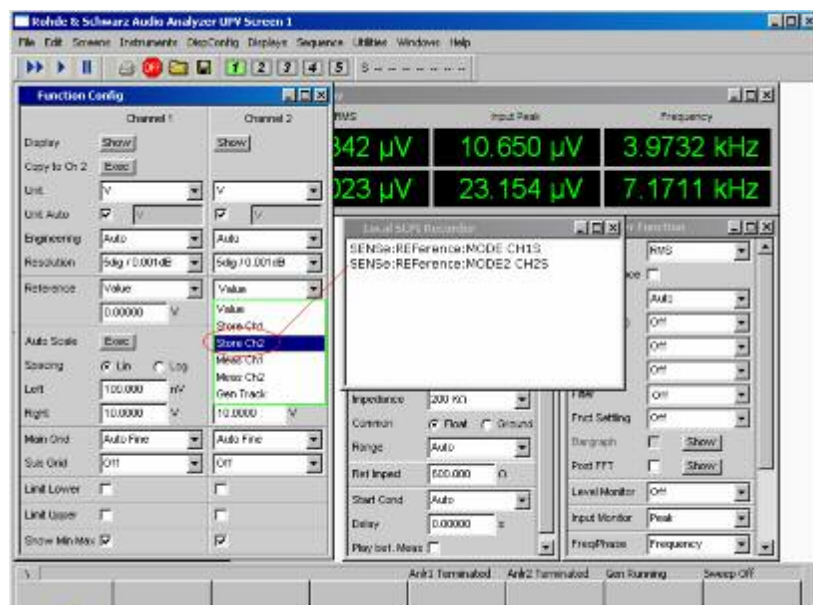 Rohde & Schwarz Audio Analyzer UPV Screen 1
File Edit Screens Instruments DispConfig Displays Sequence Utilities Windows Help
OFF 1 2 3 4 5 S
Function Config
Channel 1 Channel 2
Display Show Show
Copy to Ch 2 Exec
Unit V V
Unit Auto V V
Engineering Auto Auto
Resolution 5dig / 0.001dB 5dig / 0.001dB
Reference Value Value
0.00000 V
Value
Store Ch1
Store Ch2
Meas Ch1
Meas Ch2
Gen Track
Auto Scale Exec
Spacing Lin Log
Left 100.000 mV
Right 10.0000 V 10.0000 V
Main Grid Auto Fine Auto Fine
Sub Grid Off Off
Limit Lower
Limit Upper
Show Min Max
RMS Input Peak Frequency
342 µV 10.650 µV 3.9732 kHz
023 µV 23.154 µV 7.1711 kHz
Local SCPI Recorder
SENSe:REFerence:MODE CH1S
SENSe:REFerence:MODE2 CH2S
Impedance 200 kΩ
Common Float Ground
Range Auto
Ref Imped 600.000 Ω
Start Cond Auto
Delay 0.00000 s
Play bef. Meas
Function
RMS
Auto
Off
Off
Off
Filter Off
Fnct Settling Off
Bargraph Show
Post FFT Show
Level Monitor Off
Input Monitor Peak
Freq/Phase Frequency
Anlr1 Terminated Anlr2 Terminated Gen Running Sweep Off